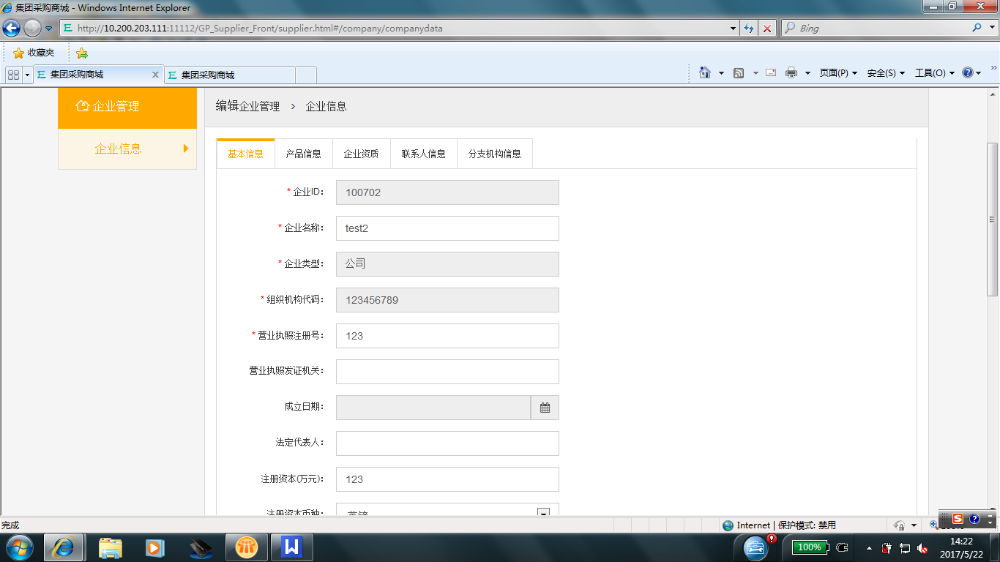 集团采购商城 - Windows Internet Explorer
http://10.200.203.111:11112/GP_Supplier_Front/supplier.html#/company/companydata
Bing
收藏夹
集团采购商城
集团采购商城
页面(P)
安全(S)
工具(O)
企业管理
企业信息
编辑企业管理 > 企业信息
基本信息
产品信息
企业资质
联系人信息
分支机构信息
* 企业ID:
100702
* 企业名称:
test2
* 企业类型:
公司
* 组织机构代码:
123456789
* 营业执照注册号:
123
营业执照发证机关:
成立日期:
法定代表人:
注册资本(万元):
123
注册资本币种:
完成
Internet | 保护模式: 禁用
100%
14:22
2017/5/22